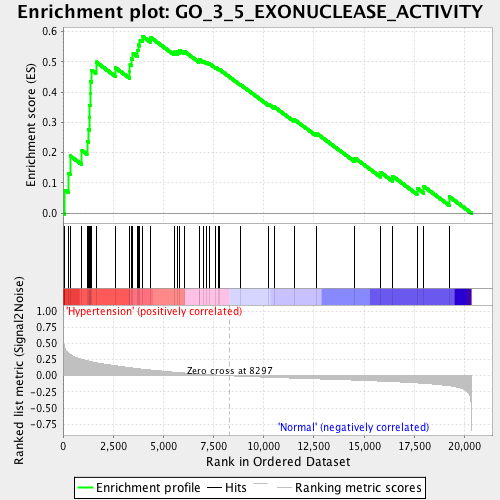 Enrichment plot: GO_3_5_EXONUCLEASE_ACTIVITY
Enrichment score (ES)
0.6
0.5
0.4
0.3
0.2
0.1
0.0
Ranked list metric (Signal2Noise)
1.00
0.75
0.50
0.25
0.00
-0.25
-0.50
-0.75
'Hypertension' (positively correlated)
Zero cross at 8297
'Normal' (negatively correlated)
0
2,500
5,000
7,500
10,000
12,500
15,000
17,500
20,000
Rank in Ordered Dataset
Enrichment profile
Hits
Ranking metric scores